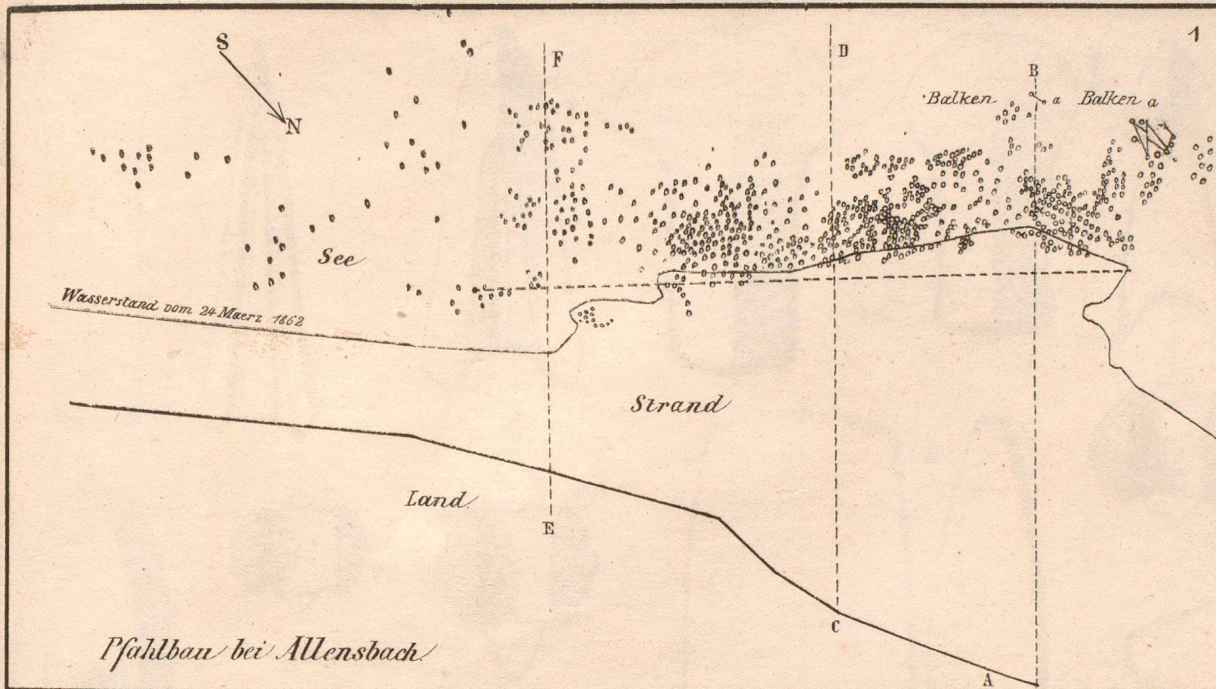 1
S
N
F
D
B
Balken a
Balken a
See
Wasserstand vom 24 Maerz 1862
Strand
Land
E
C
A
Pfahlbau bei Allensbach.